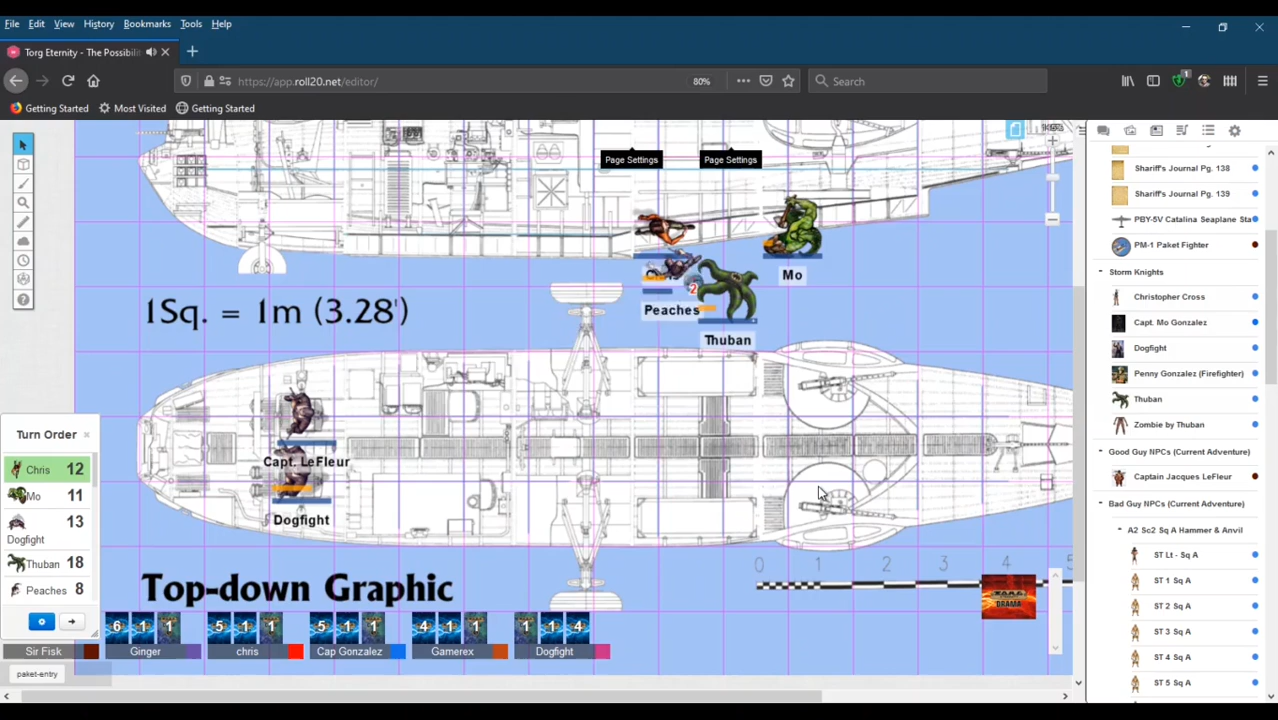 File Edit View History Bookmarks Tools Help
Torg Eternity - The Possibili
https://app.roll20.net/editor/
80%
Search
1
Getting Started
Most Visited
Getting Started
Page Settings
Page Settings
Mo
2
Peaches
Thuban
1Sq. = 1m (3.28')
Capt. LeFleur
Dogfight
Top-down Graphic
0 1 2 3 4 5
DRAMA
Turn Order
Chris 12
Mo 11
13
Dogfight
Thuban 18
Peaches 8
6 1 1
5 1 1
5 1 1
4 1 1
1 1 4
Sir Fisk
Ginger
chris
Cap Gonzalez
Gamerex
Dogfight
paket-entry
Shariff's Journal Pg. 138
Shariff's Journal Pg. 139
PBY-5V Catalina Seaplane Sta
PM-1 Paket Fighter
Storm Knights
Christopher Cross
Capt. Mo Gonzalez
Dogfight
Penny Gonzalez (Firefighter)
Thuban
Zombie by Thuban
Good Guy NPCs (Current Adventure)
Captain Jacques LeFleur
Bad Guy NPCs (Current Adventure)
A2 Sc2 Sq A Hammer & Anvil
ST Lt - Sq A
ST 1 Sq A
ST 2 Sq A
ST 3 Sq A
ST 4 Sq A
ST 5 Sq A